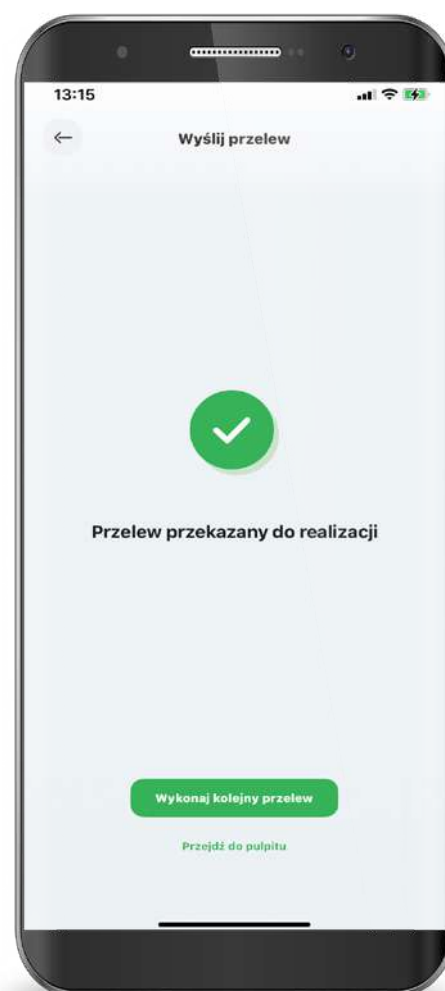 13:15
Wyślij przelew
Przelew przekazany do realizacji
Wykonaj kolejny przelew
Przejdź do pulpitu